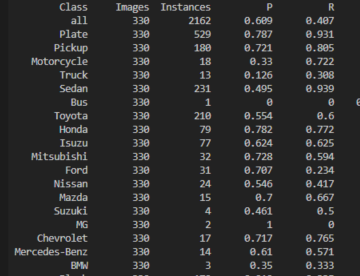 Class Images Instances P R
all 330 2162 0.609 0.407
Plate 330 529 0.787 0.931
Pickup 330 180 0.721 0.805
Motorcycle 330 18 0.33 0.722
Truck 330 13 0.126 0.308
Sedan 330 231 0.495 0.939
Bus 330 1 0 0
Toyota 330 210 0.554 0.6
Honda 330 79 0.782 0.772
Isuzu 330 77 0.624 0.625
Mitsubishi 330 32 0.728 0.594
Ford 330 31 0.707 0.234
Nissan 330 24 0.546 0.417
Mazda 330 15 0.7 0.667
Suzuki 330 4 0.461 0.5
MG 330 2 1 0
Chevrolet 330 17 0.717 0.765
Mercedes-Benz 330 14 0.61 0.571
BMW 330 3 0.35 0.333